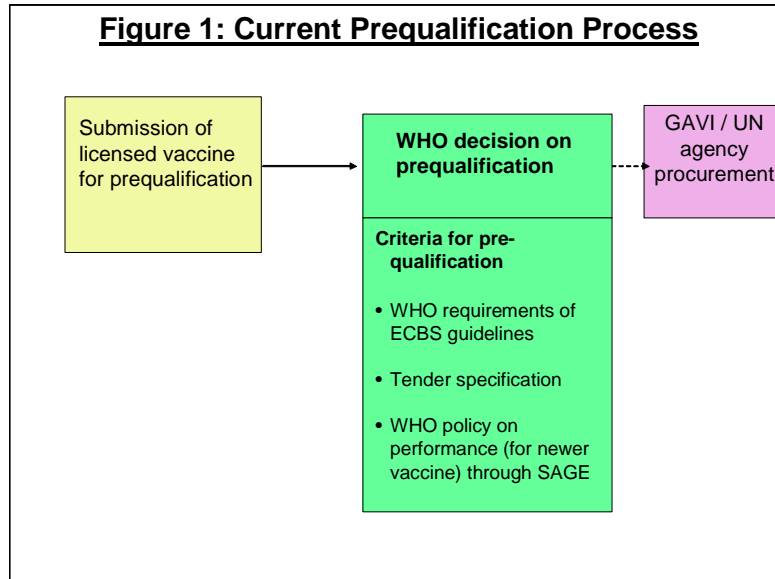 Figure 1: Current Prequalification Process
Submission of
licensed vaccine
for prequalification
WHO decision on
prequalification
GAVI / UN
agency
procurement
Criteria for pre-
qualification
• WHO requirements of
ECBS guidelines
• Tender specification
• WHO policy on
performance (for newer
vaccine) through SAGE